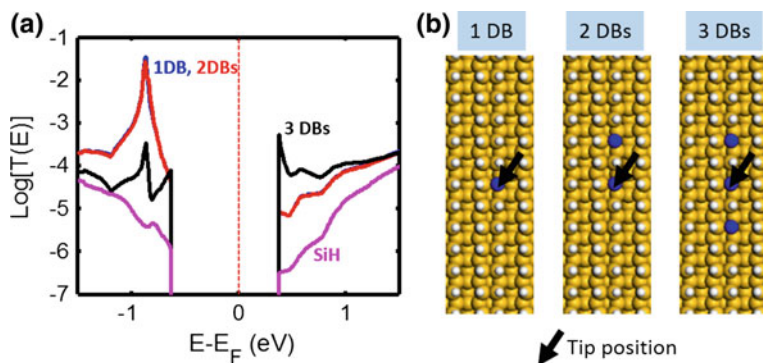 (a)
-1
-2
-3
-4
-5
-6
-7
Log[T(E)]
1DB, 2DBs
3 DBs
SiH
-1
0
1
E-E_F (eV)
(b)
1 DB
2 DBs
3 DBs
Tip position